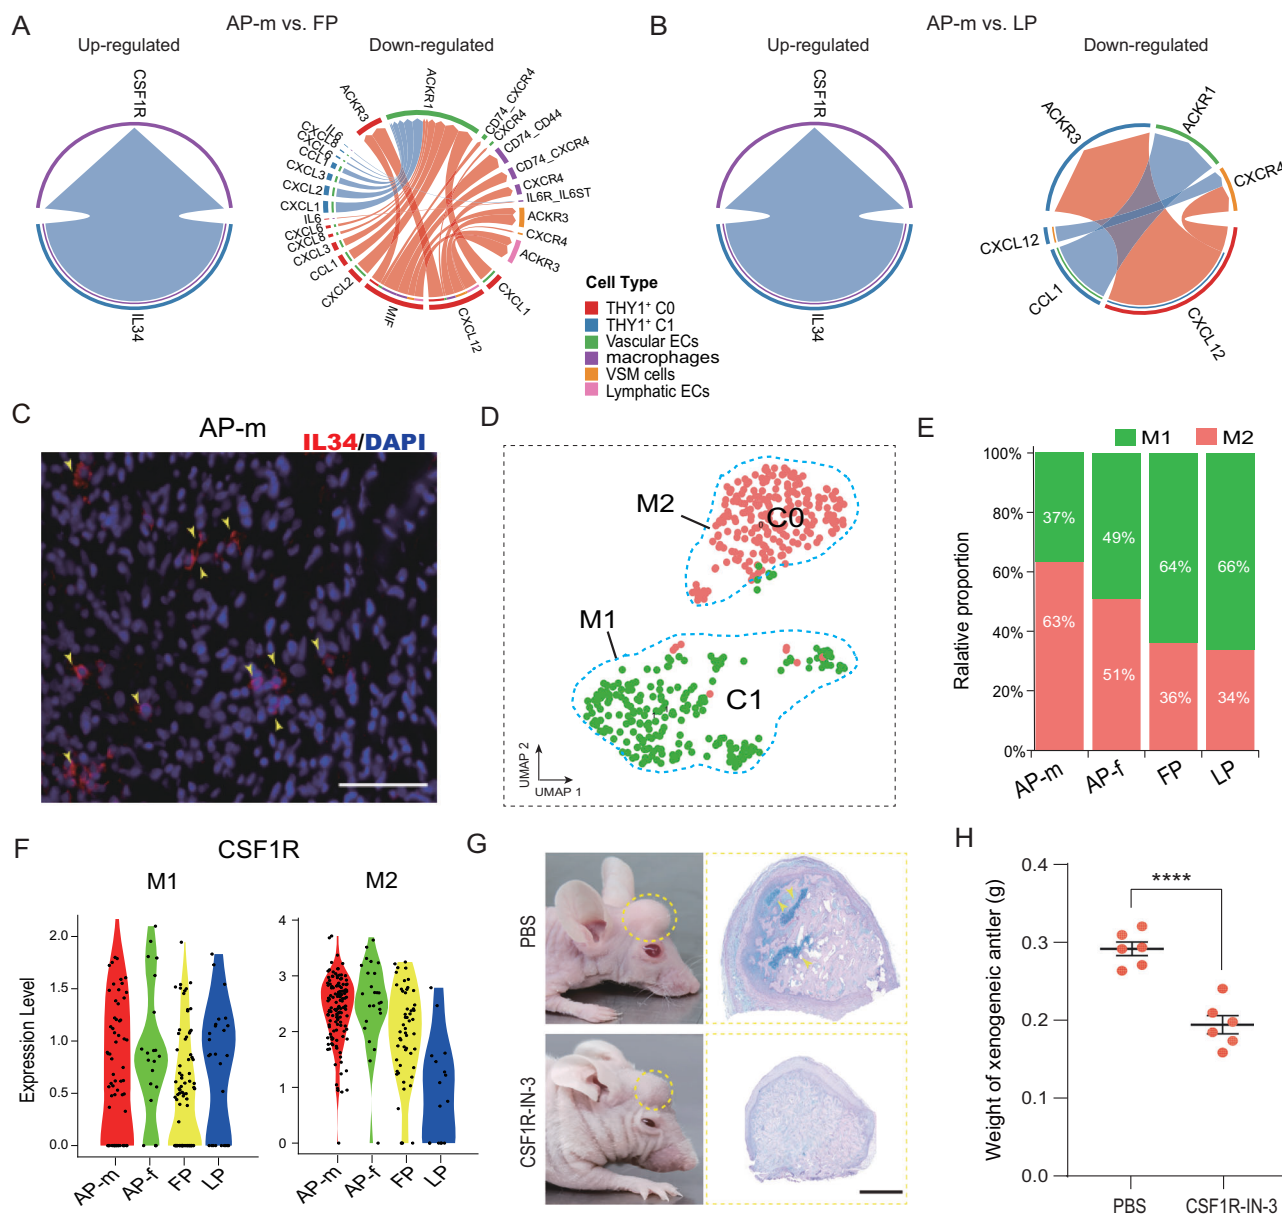 A
AP-m vs. FP
Up-regulated
Down-regulated
CSF1R
IL34
ACKR3
ACKR1
CD74_CXCR4
CXCR4
CD74_CD44
CD74_CXCR4
CXCR4
IL6R_IL6ST
ACKR3
CXCR4
ACKR3
CXCL1
CXCL12
MIF
CXCL2
CCL1
CXCL3
CXCL8
CXCL6
IL6
CXCL1
CXCL2
CXCL3
CCL1
CXCL6
CXCL8
IL6
Cell Type
THY1⁺ C0
THY1⁺ C1
Vascular ECs
macrophages
VSM cells
Lymphatic ECs
B
AP-m vs. LP
Up-regulated
Down-regulated
CSF1R
IL34
ACKR3
ACKR1
CXCR4
CXCL12
CCL1
CXCL12
C
AP-m
IL34/DAPI
D
M2
C0
0
M1
C1
UMAP 2
UMAP 1
E
M1
M2
Ralative proportion
100%
80%
60%
40%
20%
0%
37%
63%
49%
51%
64%
36%
66%
34%
AP-m
AP-f
FP
LP
F
CSF1R
M1
M2
Expression Level
2.0
1.5
1.0
0.5
0.0
AP-m
AP-f
FP
LP
4
3
2
1
0
AP-m
AP-f
FP
LP
G
PBS
CSF1R-IN-3
H
Weight of xenogeneic antler (g)
0.4
0.3
0.2
0.1
0.0
****
PBS
CSF1R-IN-3